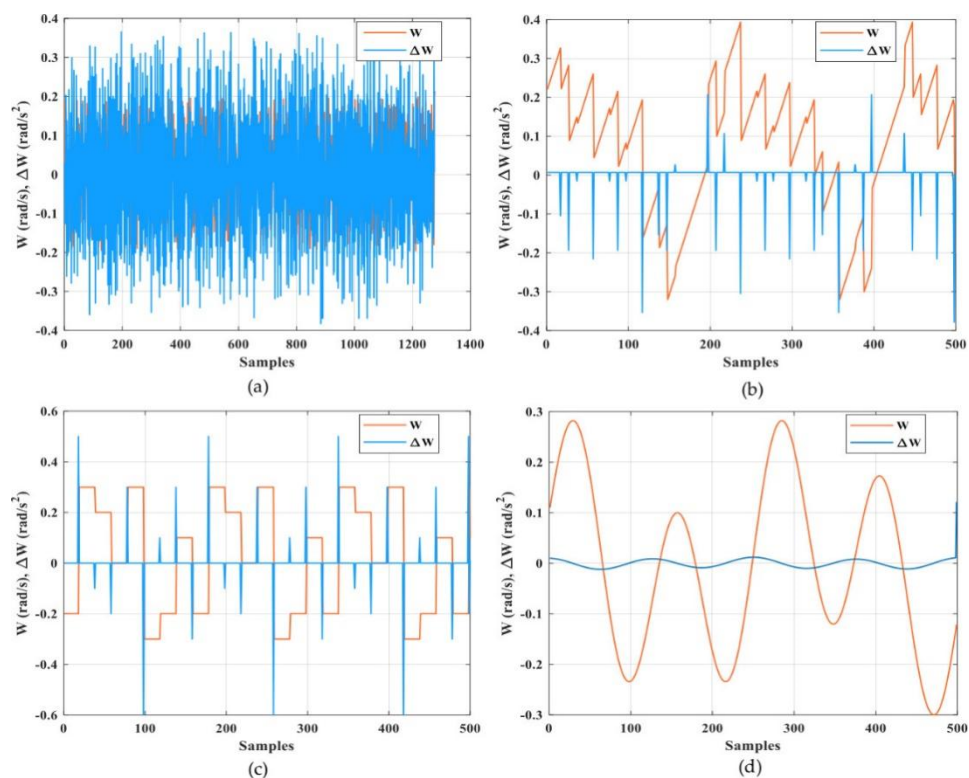 0.4
0.3
0.2
0.1
0
-0.1
-0.2
-0.3
-0.4
W (rad/s), ΔW (rad/s²)
W
ΔW
0 200 400 600 800 1000 1200 1400
Samples
(a)
0.4
0.3
0.2
0.1
0
-0.1
-0.2
-0.3
-0.4
W (rad/s), ΔW (rad/s²)
W
ΔW
0 100 200 300 400 500
Samples
(b)
0.6
0.4
0.2
0
-0.2
-0.4
-0.6
W (rad/s), ΔW (rad/s²)
W
ΔW
0 100 200 300 400 500
Samples
(c)
0.3
0.2
0.1
0
-0.1
-0.2
-0.3
W (rad/s), ΔW (rad/s²)
W
ΔW
0 100 200 300 400 500
Samples
(d)